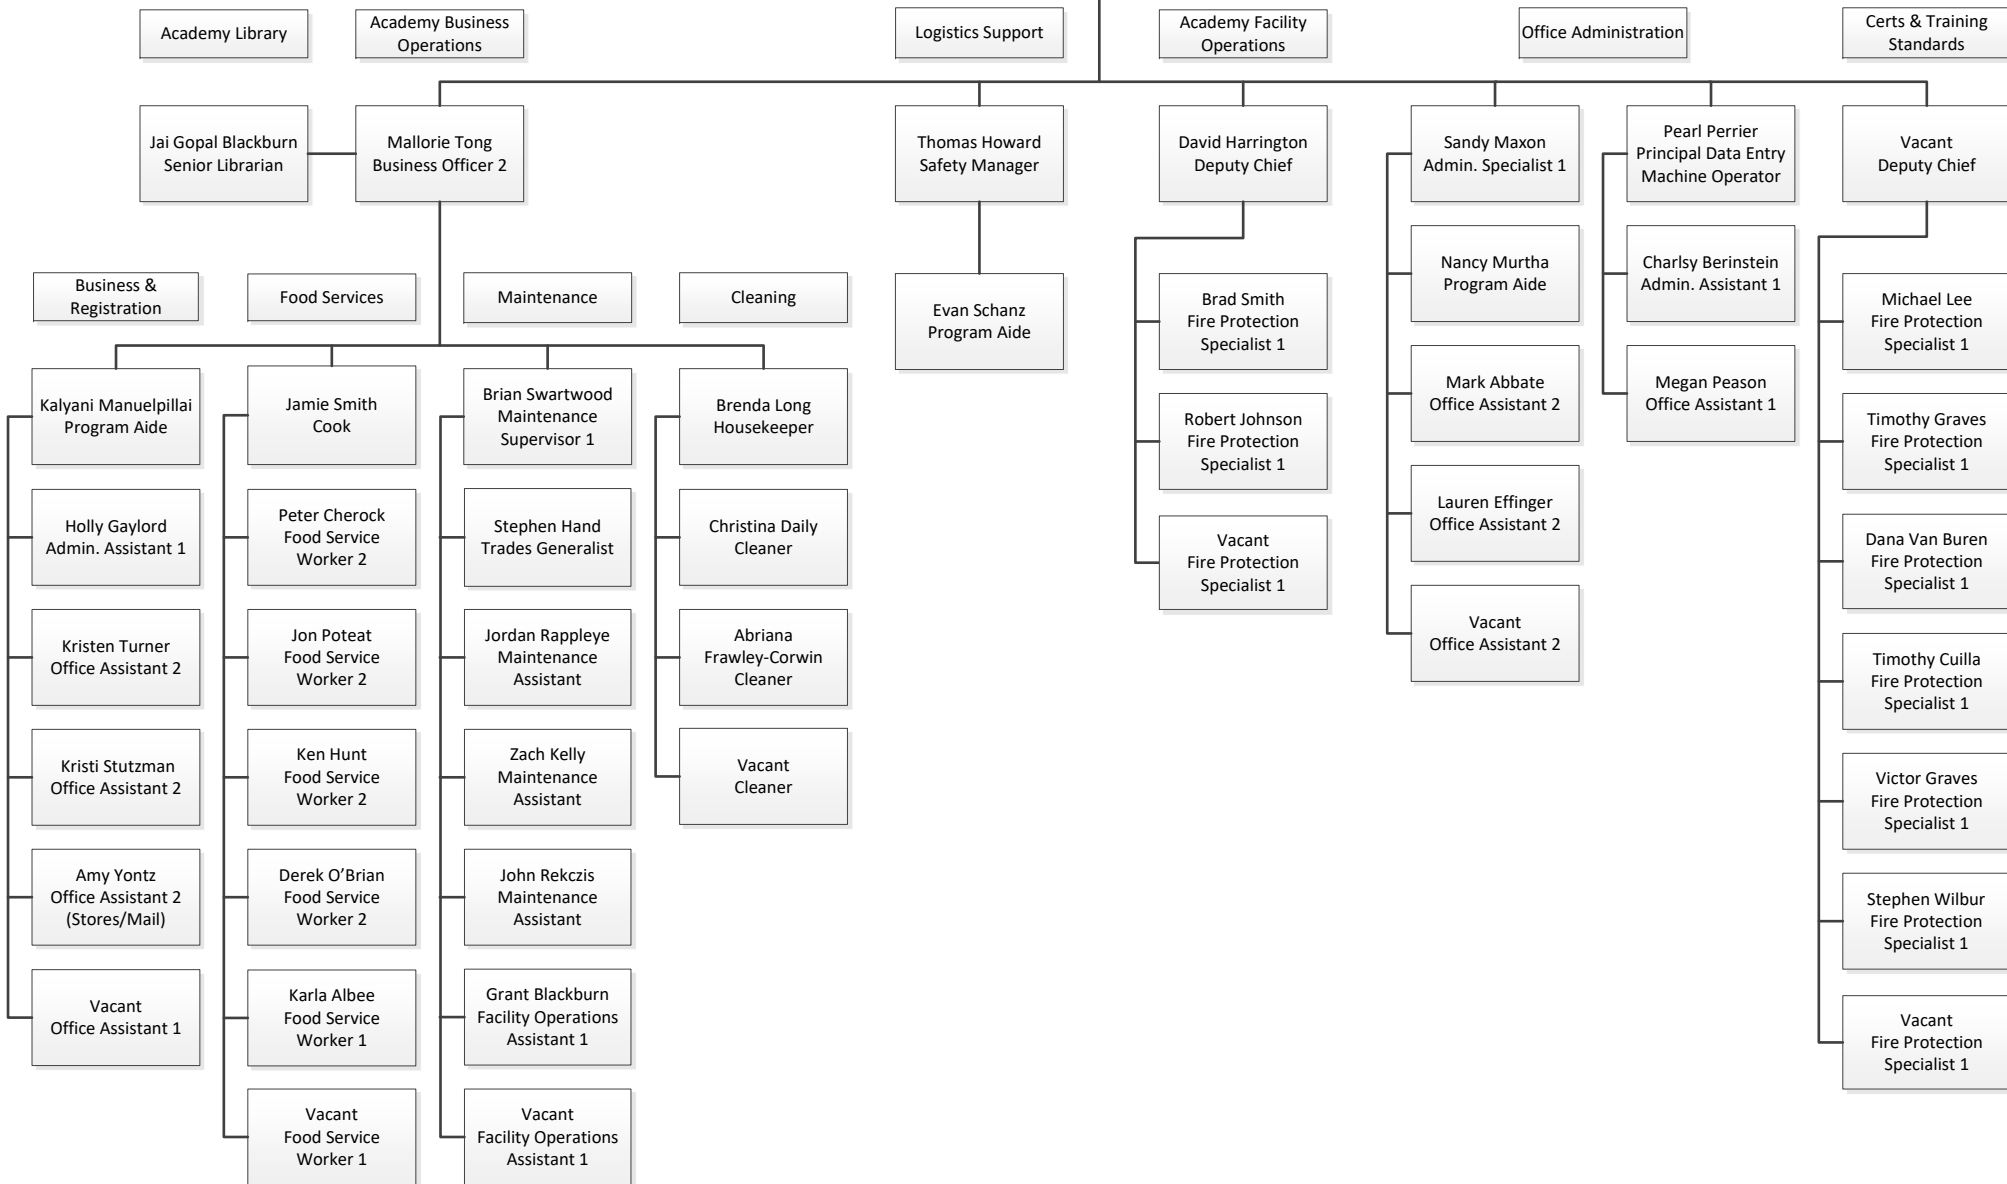 Academy Library
Academy Business
Operations
Logistics Support
Academy Facility
Operations
Office Administration
Certs & Training
Standards
Jai Gopal Blackburn
Senior Librarian
Mallorie Tong
Business Officer 2
Thomas Howard
Safety Manager
David Harrington
Deputy Chief
Sandy Maxon
Admin. Specialist 1
Pearl Perrier
Principal Data Entry
Machine Operator
Vacant
Deputy Chief
Business &
Registration
Food Services
Maintenance
Cleaning
Kalyani Manuelpillai
Program Aide
Holly Gaylord
Admin. Assistant 1
Kristen Turner
Office Assistant 2
Kristi Stutzman
Office Assistant 2
Amy Yontz
Office Assistant 2
(Stores/Mail)
Vacant
Office Assistant 1
Jamie Smith
Cook
Peter Cherock
Food Service
Worker 2
Jon Poteat
Food Service
Worker 2
Ken Hunt
Food Service
Worker 2
Derek O’Brian
Food Service
Worker 2
Karla Albee
Food Service
Worker 1
Vacant
Food Service
Worker 1
Brian Swartwood
Maintenance
Supervisor 1
Stephen Hand
Trades Generalist
Jordan Rappleye
Maintenance
Assistant
Zach Kelly
Maintenance
Assistant
John Rekczis
Maintenance
Assistant
Grant Blackburn
Facility Operations
Assistant 1
Vacant
Facility Operations
Assistant 1
Brenda Long
Housekeeper
Christina Daily
Cleaner
Abriana
Frawley-Corwin
Cleaner
Vacant
Cleaner
Evan Schanz
Program Aide
Brad Smith
Fire Protection
Specialist 1
Robert Johnson
Fire Protection
Specialist 1
Vacant
Fire Protection
Specialist 1
Nancy Murtha
Program Aide
Mark Abbate
Office Assistant 2
Lauren Effinger
Office Assistant 2
Vacant
Office Assistant 2
Charlsy Berinstein
Admin. Assistant 1
Megan Peason
Office Assistant 1
Michael Lee
Fire Protection
Specialist 1
Timothy Graves
Fire Protection
Specialist 1
Dana Van Buren
Fire Protection
Specialist 1
Timothy Cuilla
Fire Protection
Specialist 1
Victor Graves
Fire Protection
Specialist 1
Stephen Wilbur
Fire Protection
Specialist 1
Vacant
Fire Protection
Specialist 1